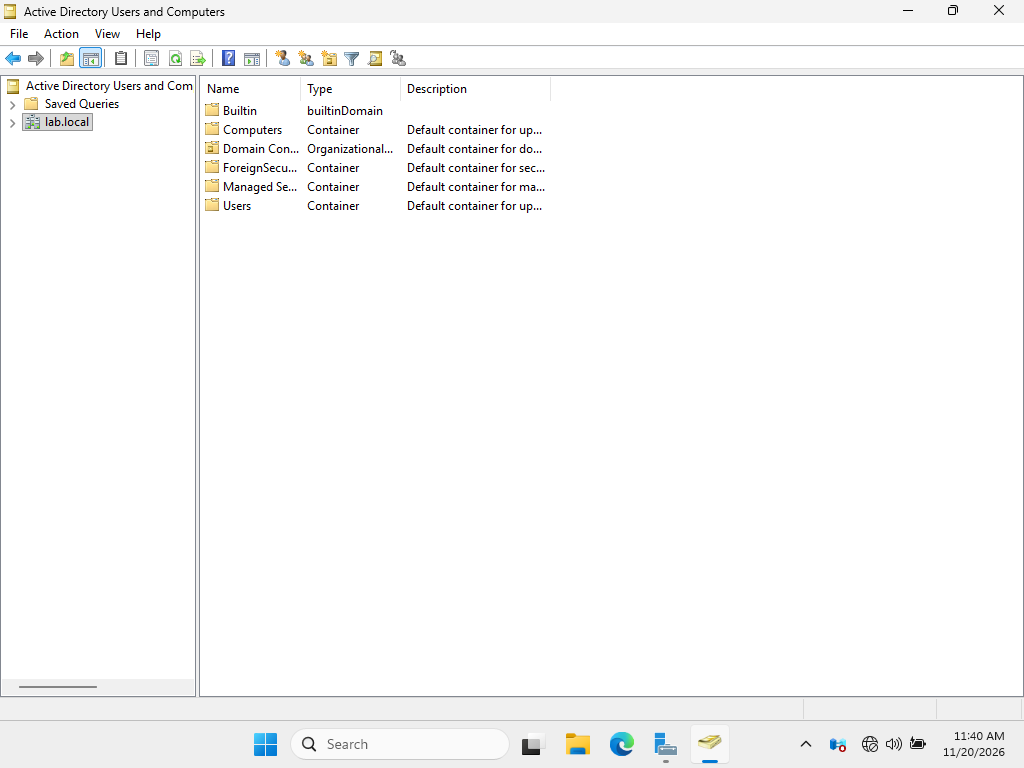 Active Directory Users and Computers
File Action View Help
Active Directory Users and Com
Saved Queries
lab.local
Name Type Description
Builtin builtinDomain
Computers Container Default container for up...
Domain Con... Organizational... Default container for do...
ForeignSecu... Container Default container for sec...
Managed Se... Container Default container for ma...
Users Container Default container for up...
Search
11:40 AM
11/20/2026